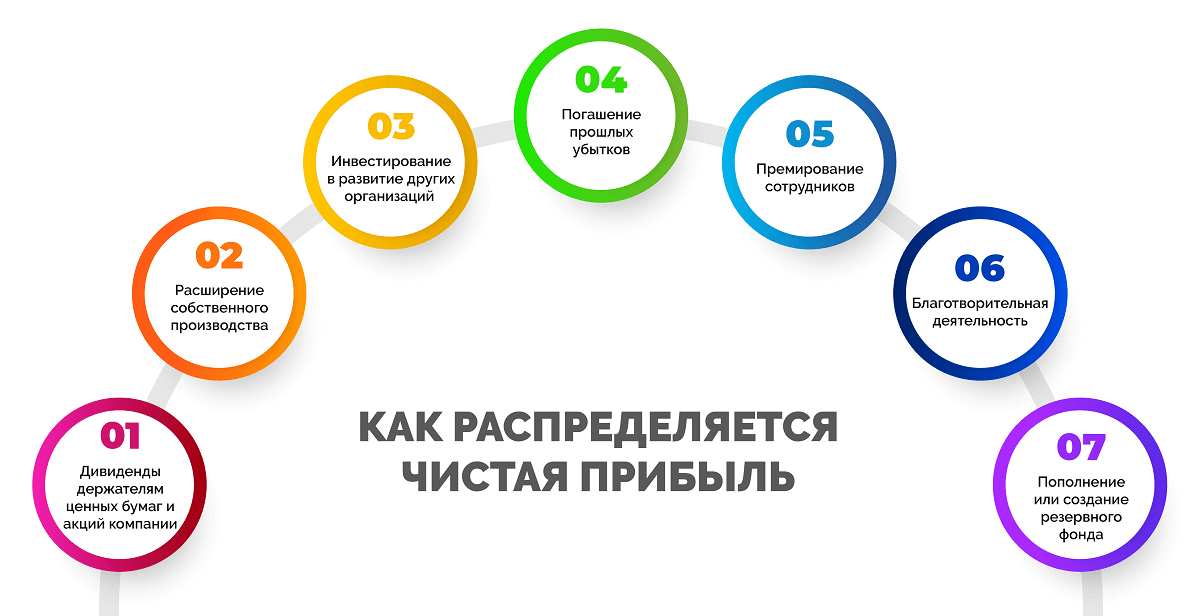 01
Дивиденды
держателям
ценных бумаг и
акций компании
02
Расширение
собственного
производства
03
Инвестирование
в развитие других
организаций
04
Погашение
прошлых
убытков
05
Премирование
сотрудников
06
Благотворительная
деятельность
07
Пополнение
или создание
резервного
фонда
КАК РАСПРЕДЕЛЯЕТСЯ
ЧИСТАЯ ПРИБЫЛЬ